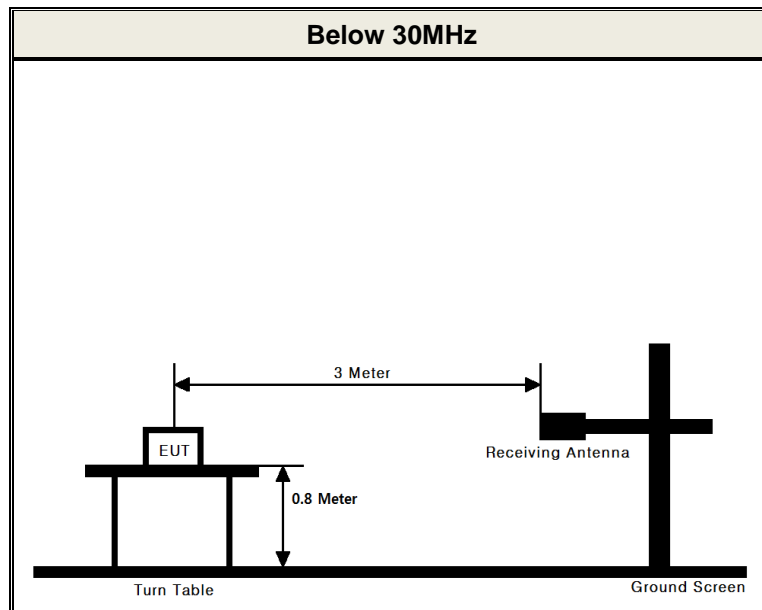 Below 30MHz
3 Meter
EUT
Receiving Antenna
0.8 Meter
Turn Table
Ground Screen